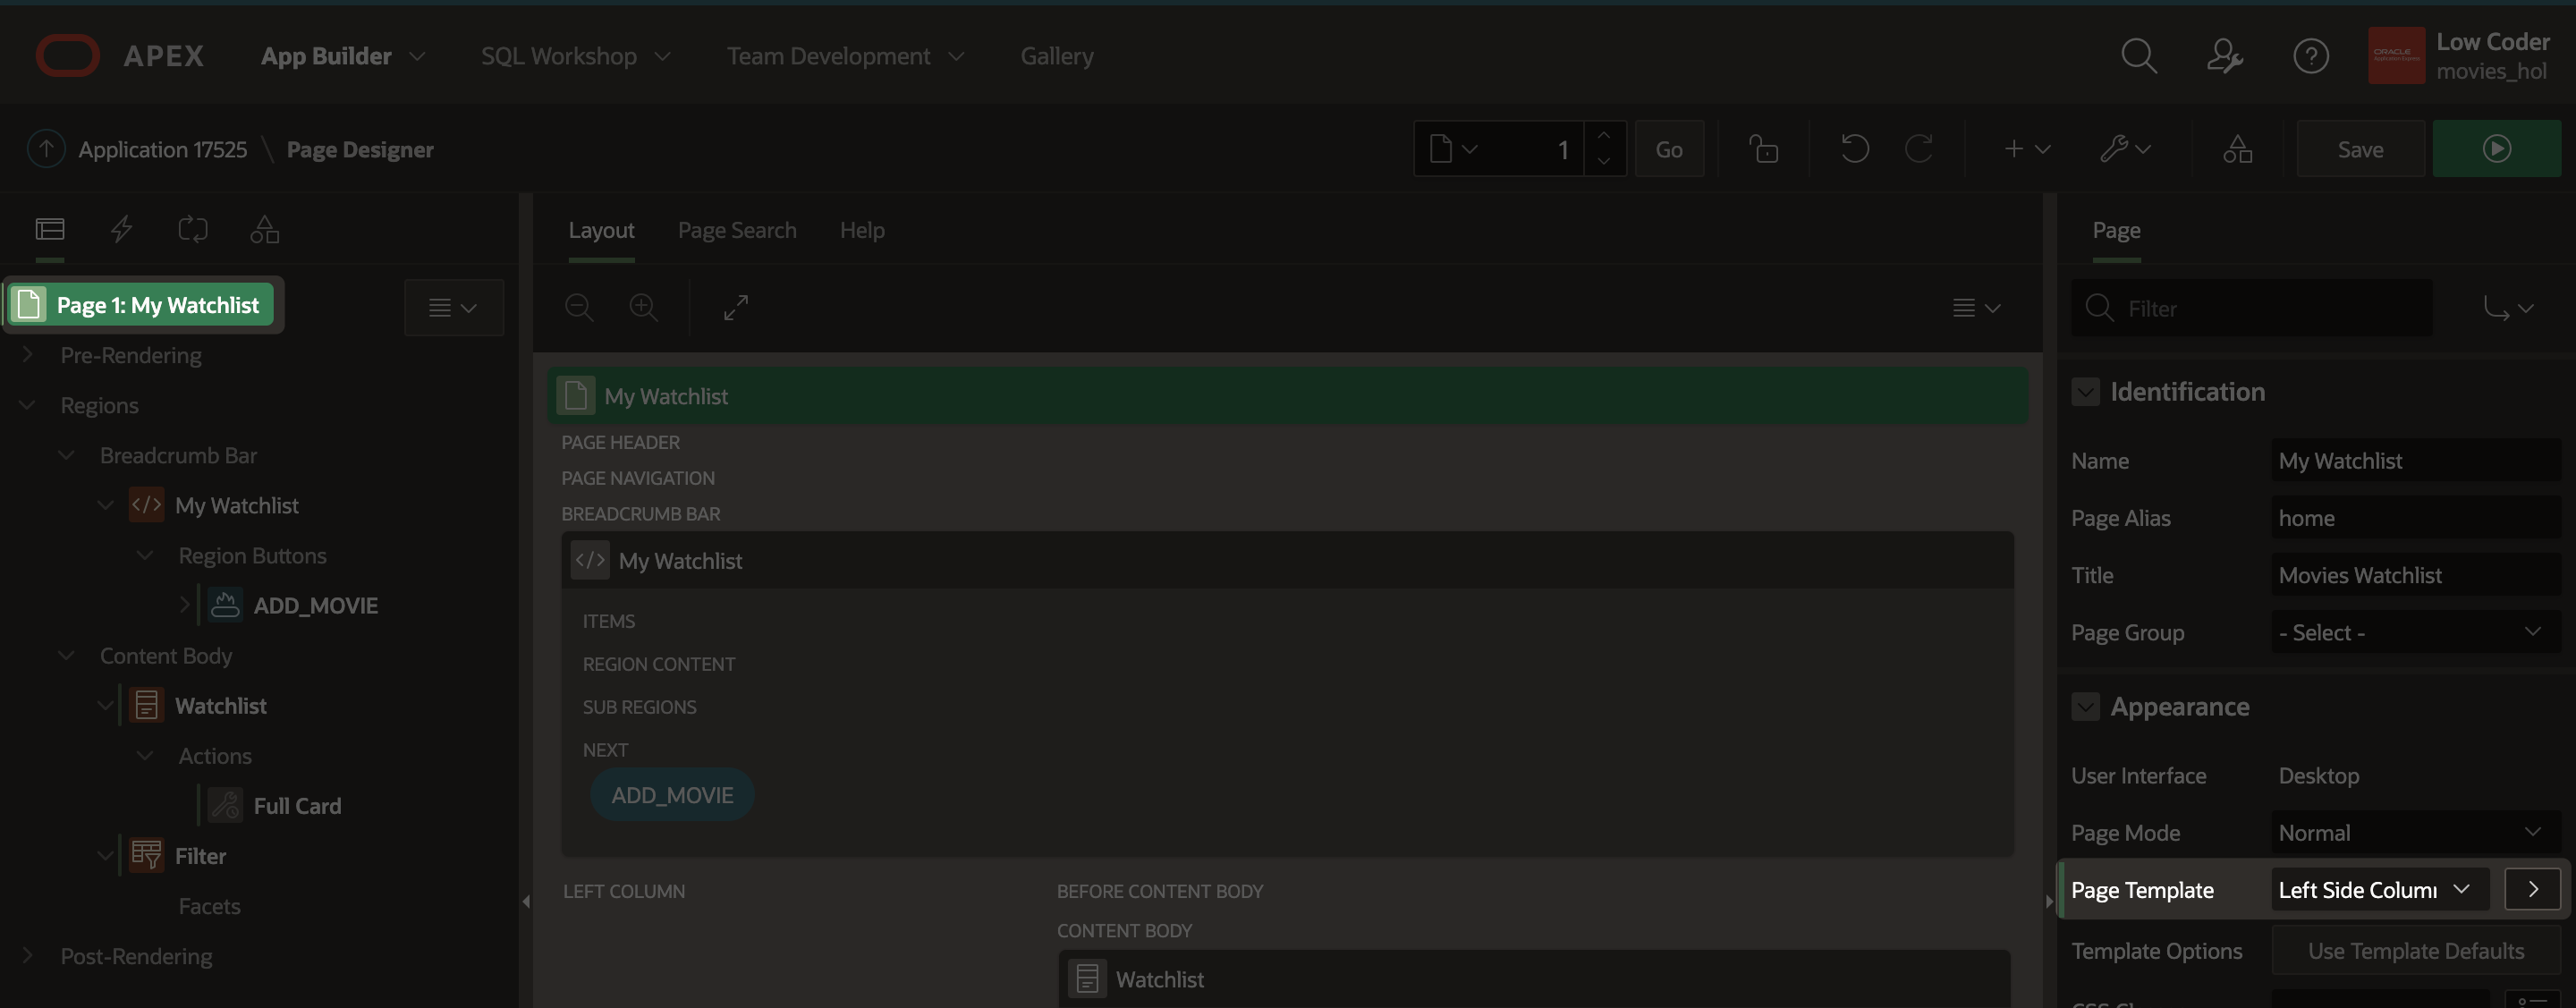 APEX App Builder SQL Workshop Team Development Gallery
Low Coder
movies_hol
ORACLE
Application 17525 \ Page Designer 1 Go Save
Layout Page Search Help
Page
Page 1: My Watchlist
Pre-Rendering
Regions
Breadcrumb Bar
My Watchlist
Region Buttons
ADD_MOVIE
Content Body
Watchlist
Actions
Full Card
Filter
Facets
Post-Rendering
My Watchlist
PAGE HEADER
PAGE NAVIGATION
BREADCRUMB BAR
My Watchlist
ITEMS
REGION CONTENT
SUB REGIONS
NEXT
ADD_MOVIE
LEFT COLUMN
BEFORE CONTENT BODY
CONTENT BODY
Watchlist
Filter
Identification
Name My Watchlist
Page Alias home
Title Movies Watchlist
Page Group - Select -
Appearance
User Interface Desktop
Page Mode Normal
Page Template Left Side Colum
Template Options Use Template Defaults